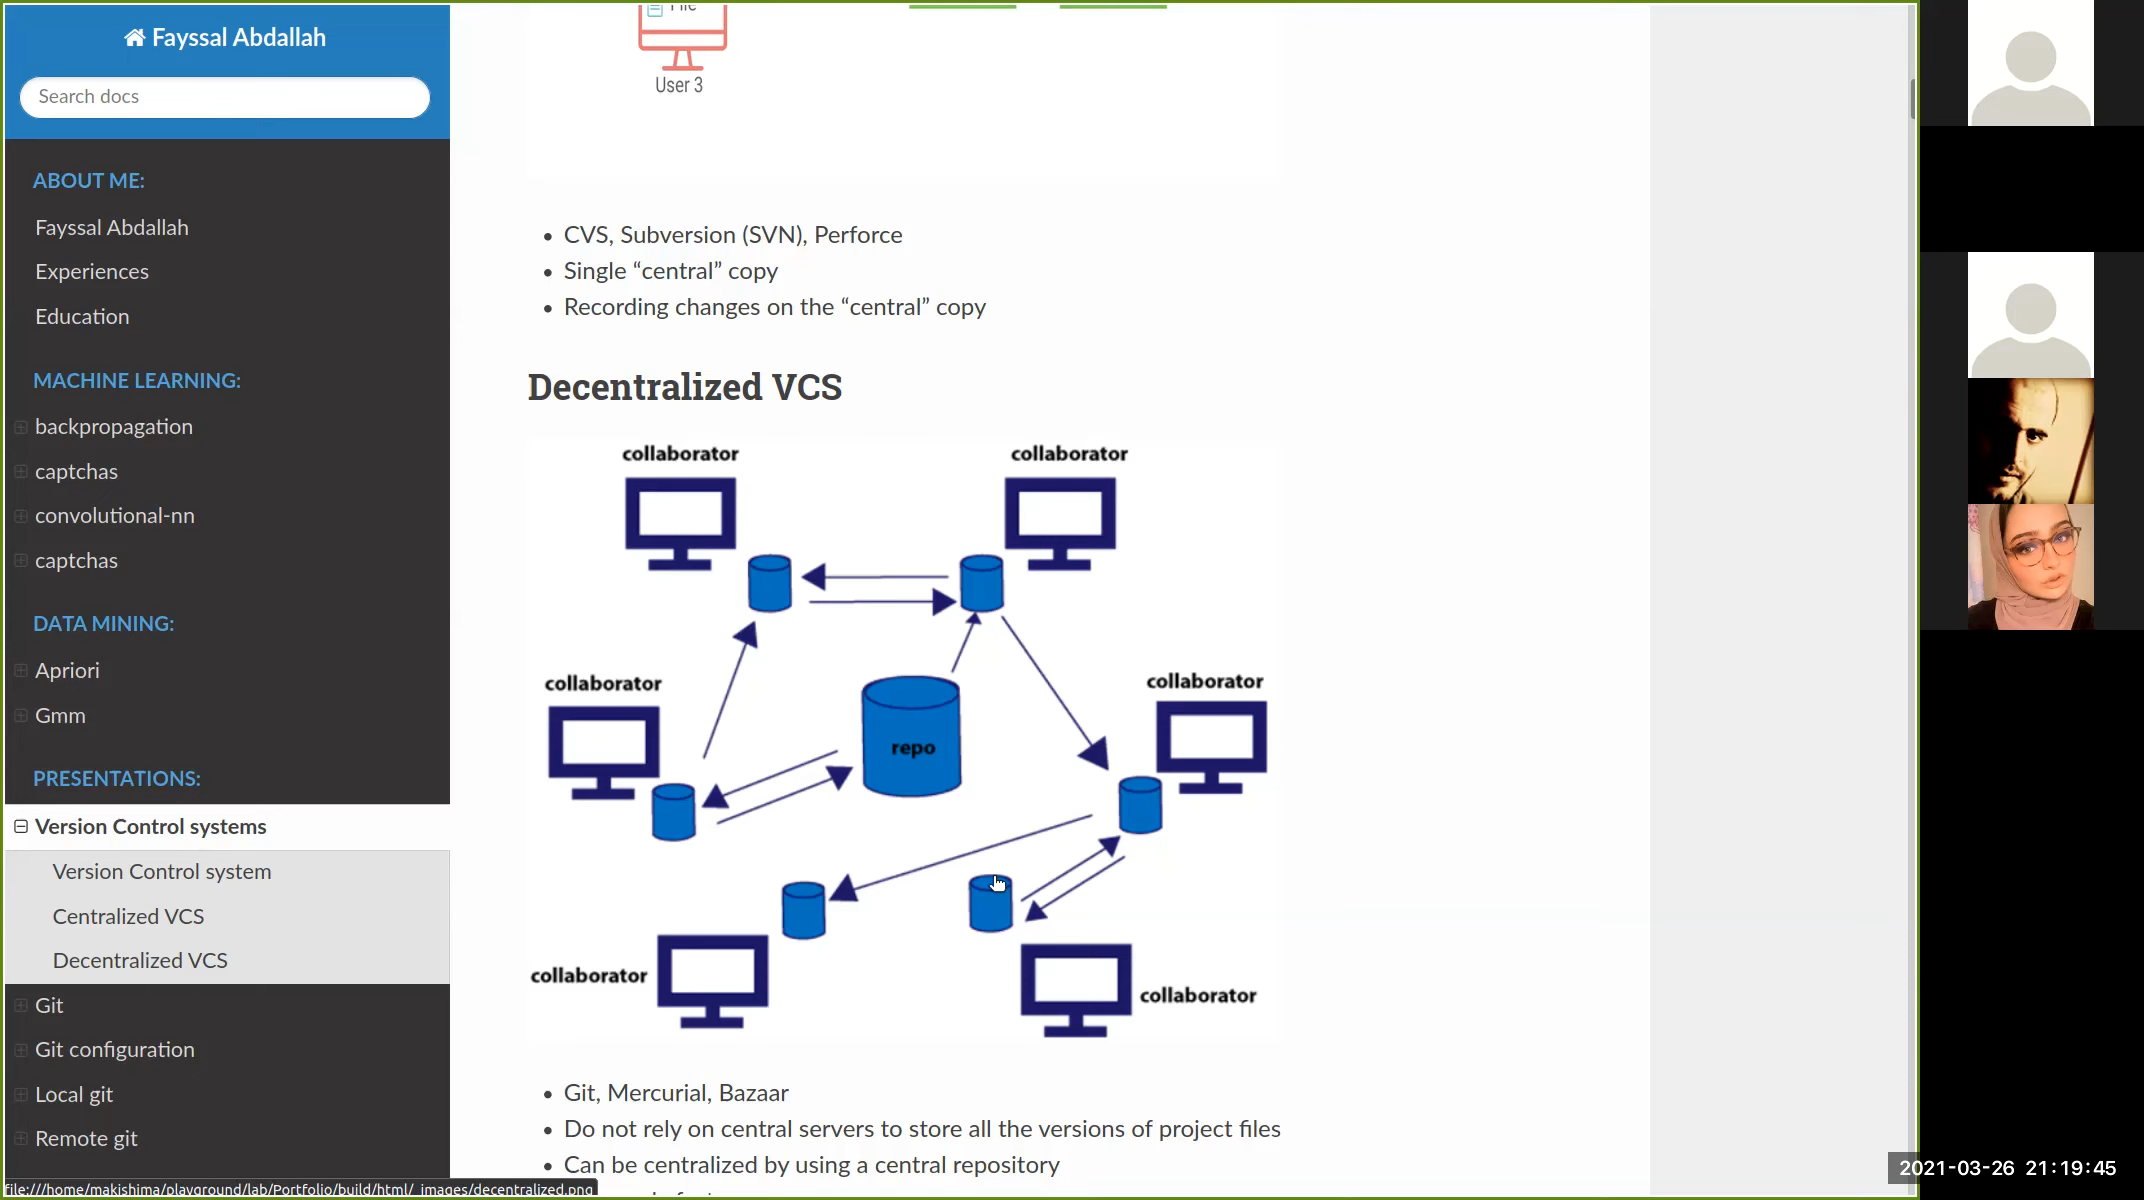 Fayssal Abdallah
Search docs
ABOUT ME:
Fayssal Abdallah
Experiences
Education
MACHINE LEARNING:
backpropagation
captchas
convolutional-nn
captchas
DATA MINING:
Apriori
Gmm
PRESENTATIONS:
Version Control systems
Version Control system
Centralized VCS
Decentralized VCS
Git
Git configuration
Local git
Remote git
file:///home/makishima/playground/lab/Portfolio/build/html/_images/decentralized.png
File
User 3
• CVS, Subversion (SVN), Perforce
• Single “central” copy
• Recording changes on the “central” copy
Decentralized VCS
collaborator
collaborator
collaborator
collaborator
repo
collaborator
collaborator
• Git, Mercurial, Bazaar
• Do not rely on central servers to store all the versions of project files
• Can be centralized by using a central repository
2021-03-26 21:19:45